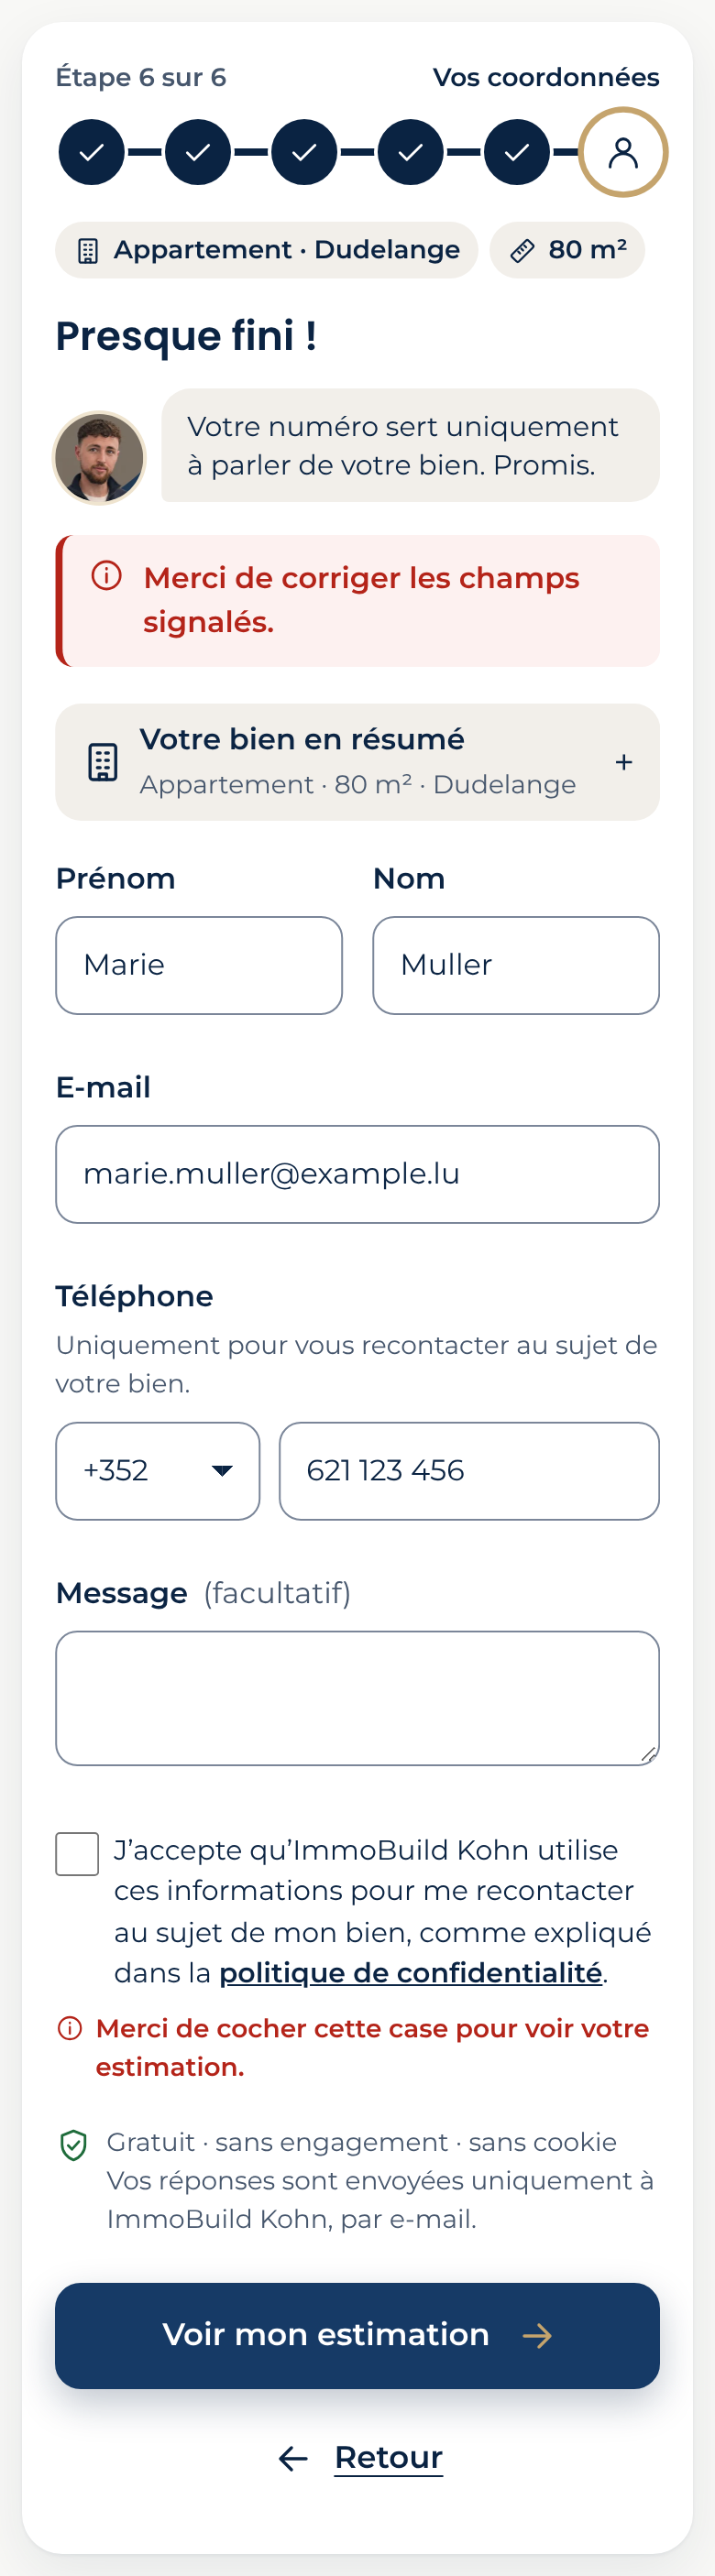 Étape 6 sur 6
Vos coordonnées
Appartement · Dudelange
80 m²
Presque fini !
Votre numéro sert uniquement
à parler de votre bien. Promis.
Merci de corriger les champs
signalés.
Votre bien en résumé
+
Appartement · 80 m² · Dudelange
Prénom
Nom
Marie
Muller
E-mail
marie.muller@example.lu
Téléphone
Uniquement pour vous recontacter au sujet de
votre bien.
+352
621 123 456
Message (facultatif)
J’accepte qu’ImmoBuild Kohn utilise
ces informations pour me recontacter
au sujet de mon bien, comme expliqué
dans la politique de confidentialité.
Merci de cocher cette case pour voir votre
estimation.
Gratuit · sans engagement · sans cookie
Vos réponses sont envoyées uniquement à
ImmoBuild Kohn, par e-mail.
Voir mon estimation →
← Retour